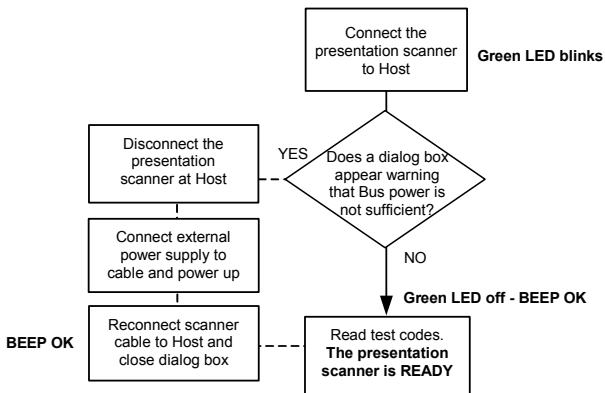 Connect the
presentation scanner
to Host
Green LED blinks
Disconnect the
presentation
scanner at Host
YES
Does a dialog box
appear warning
that Bus power is
not sufficient?
Connect external
power supply to
cable and power up
NO
Green LED off - BEEP OK
BEEP OK
Reconnect scanner
cable to Host and
close dialog box
Read test codes.
The presentation
scanner is READY